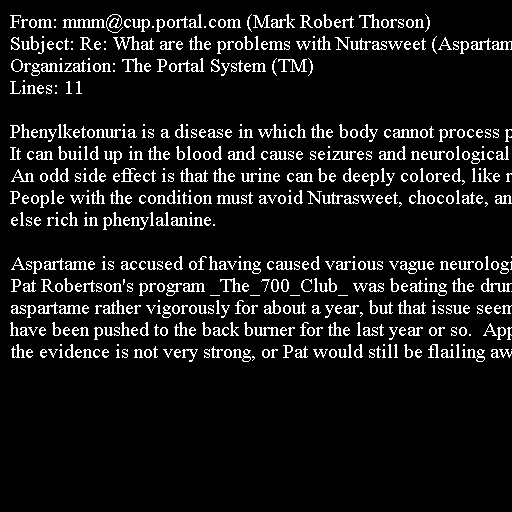 From: mmm@cup.portal.com (Mark Robert Thorson)
Subject: Re: What are the problems with Nutrasweet (Aspartam
Organization: The Portal System (TM)
Lines: 11

Phenylketonuria is a disease in which the body cannot process p
It can build up in the blood and cause seizures and neurological
An odd side effect is that the urine can be deeply colored, like r
People with the condition must avoid Nutrasweet, chocolate, an
else rich in phenylalanine.

Aspartame is accused of having caused various vague neurologi
Pat Robertson's program _The_700_Club_ was beating the drum
aspartame rather vigorously for about a year, but that issue seem
have been pushed to the back burner for the last year or so.  App
the evidence is not very strong, or Pat would still be flailing aw